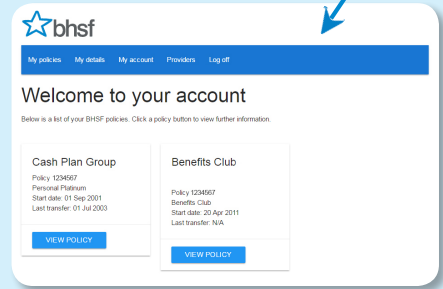 bhsf
My policies My details My account Providers Log off
Welcome to your account
Below is a list of your BHSF policies. Click a policy button to view further information.
Cash Plan Group
Policy 1234567
Personal Platinum
Start date: 01 Sep 2001
Last transfer: 01 Jul 2003
VIEW POLICY
Benefits Club
Policy 1234567
Benefits Club
Start date: 20 Apr 2011
Last transfer: N/A
VIEW POLICY